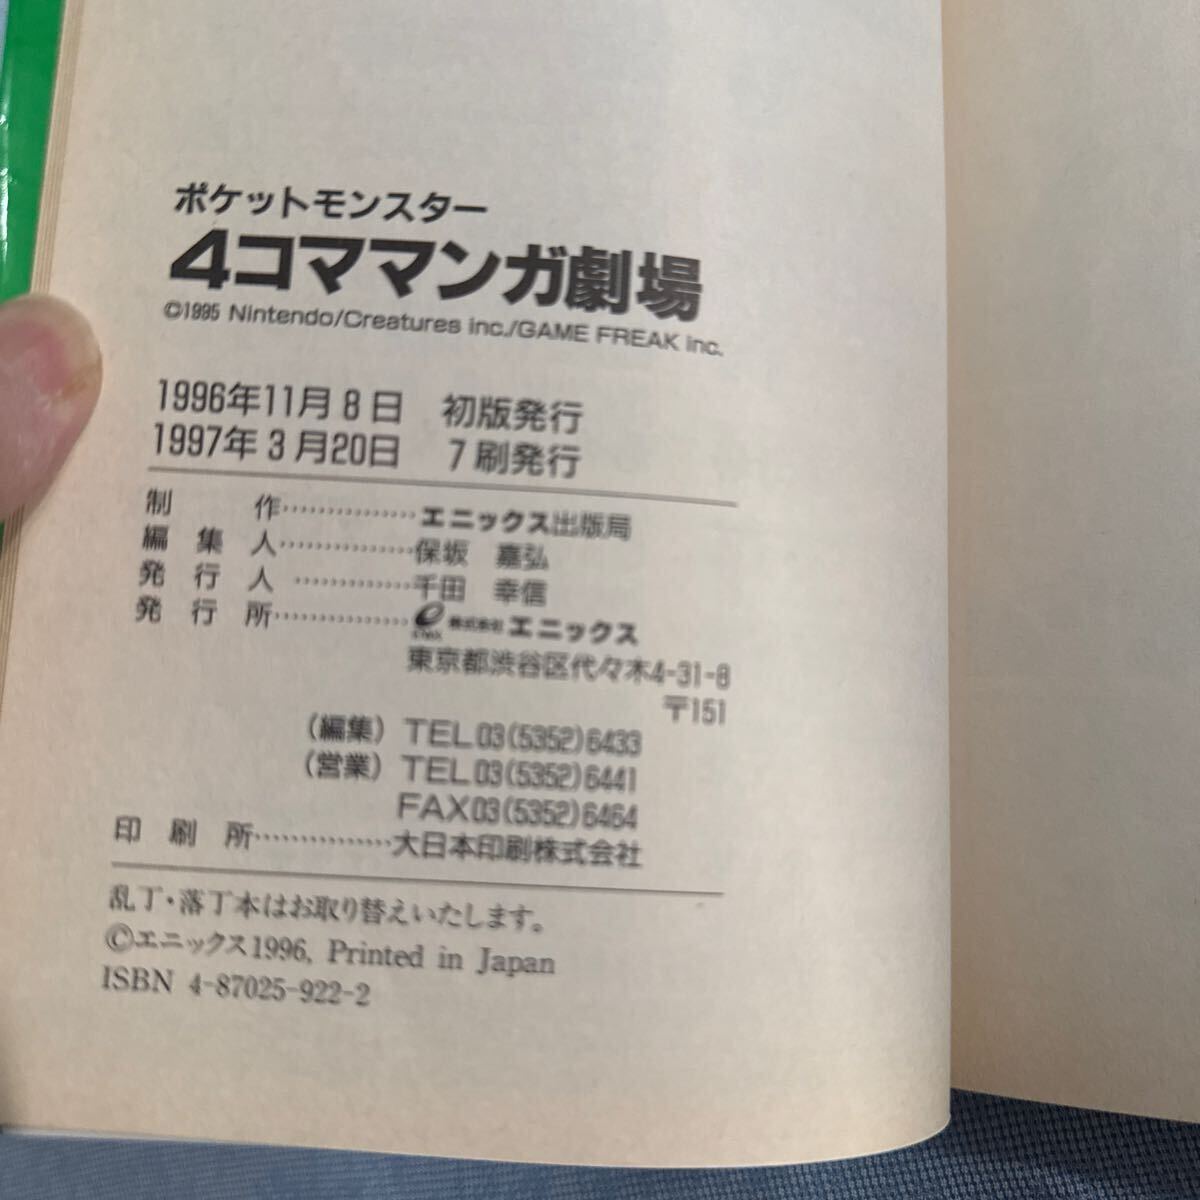 ポケットモンスター
4コママンガ劇場
©1995 Nintendo/Creatures inc./GAME FREAK inc.
1996年11月8日 初版発行
1997年3月20日 7刷発行
制作……………エニックス出版局
編集人……………保坂 嘉弘
発行人……………千田 幸信
発行所……………株式会社エニックス
東京都渋谷区代々木4-31-8
〒151
(編集) TEL03(5352)6433
(営業) TEL03(5352)6441
FAX03(5352)6464
印刷所……………大日本印刷株式会社
乱丁・落丁本はお取り替えいたします。
©エニックス1996, Printed in Japan
ISBN 4-87025-922-2